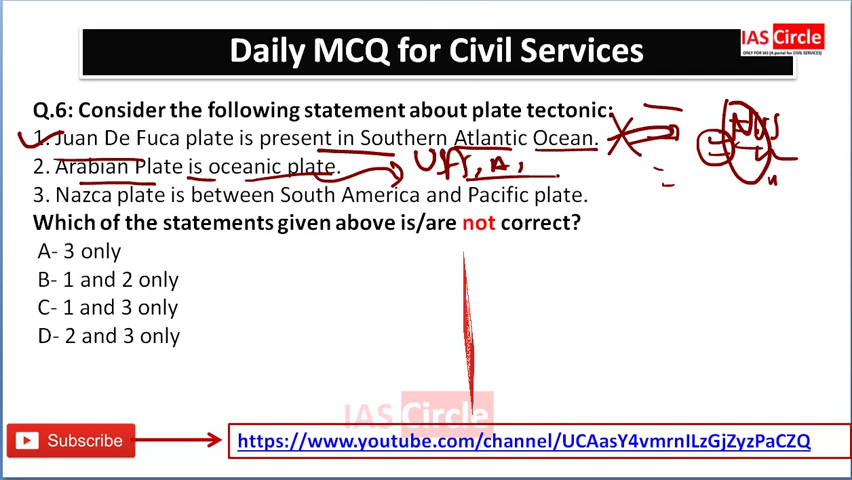 Daily MCQ for Civil Services
IAS Circle
ONLY FOR IAS (A portal for CIVIL SERVICES)
Q.6: Consider the following statement about plate tectonic:
1. Juan De Fuca plate is present in Southern Atlantic Ocean.
2. Arabian Plate is oceanic plate.
3. Nazca plate is between South America and Pacific plate.
Which of the statements given above is/are not correct?
A- 3 only
B- 1 and 2 only
C- 1 and 3 only
D- 2 and 3 only
IAS Circle
Subscribe
https://www.youtube.com/channel/UCAasY4vmrnILzGjZyzPaCZQ